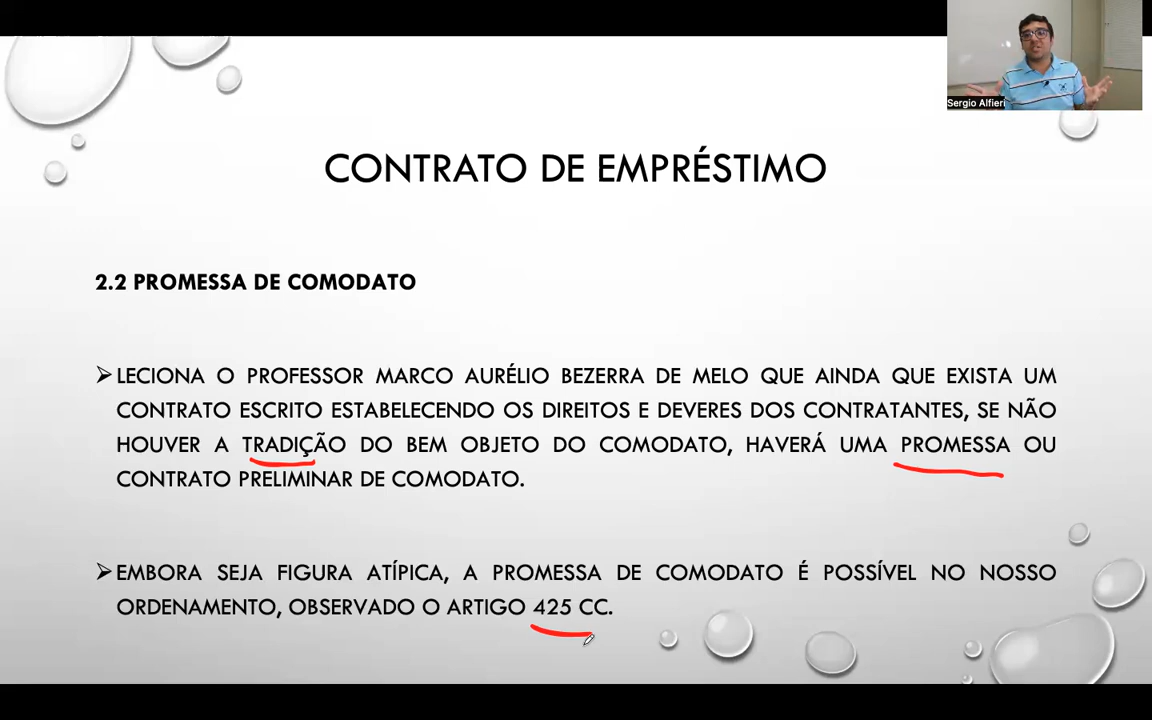 Sergio Alfieri
CONTRATO DE EMPRÉSTIMO
2.2 PROMESSA DE COMODATO
LECIONA O PROFESSOR MARCO AURÉLIO BEZERRA DE MELO QUE AINDA QUE EXISTA UM
CONTRATO ESCRITO ESTABELECENDO OS DIREITOS E DEVERES DOS CONTRATANTES, SE NÃO
HOUVER A TRADIÇÃO DO BEM OBJETO DO COMODATO, HAVERÁ UMA PROMESSA OU
CONTRATO PRELIMINAR DE COMODATO.
EMBORA SEJA FIGURA ATÍPICA, A PROMESSA DE COMODATO É POSSÍVEL NO NOSSO
ORDENAMENTO, OBSERVADO O ARTIGO 425 CC.